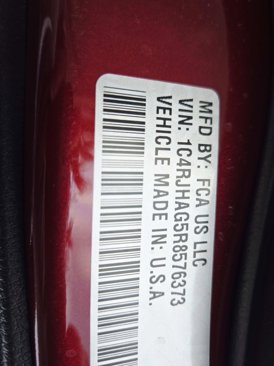 MFD BY: FCA US LLC
VIN: 1C4RJHAG5R8576373
VEHICLE MADE IN: U.S.A.